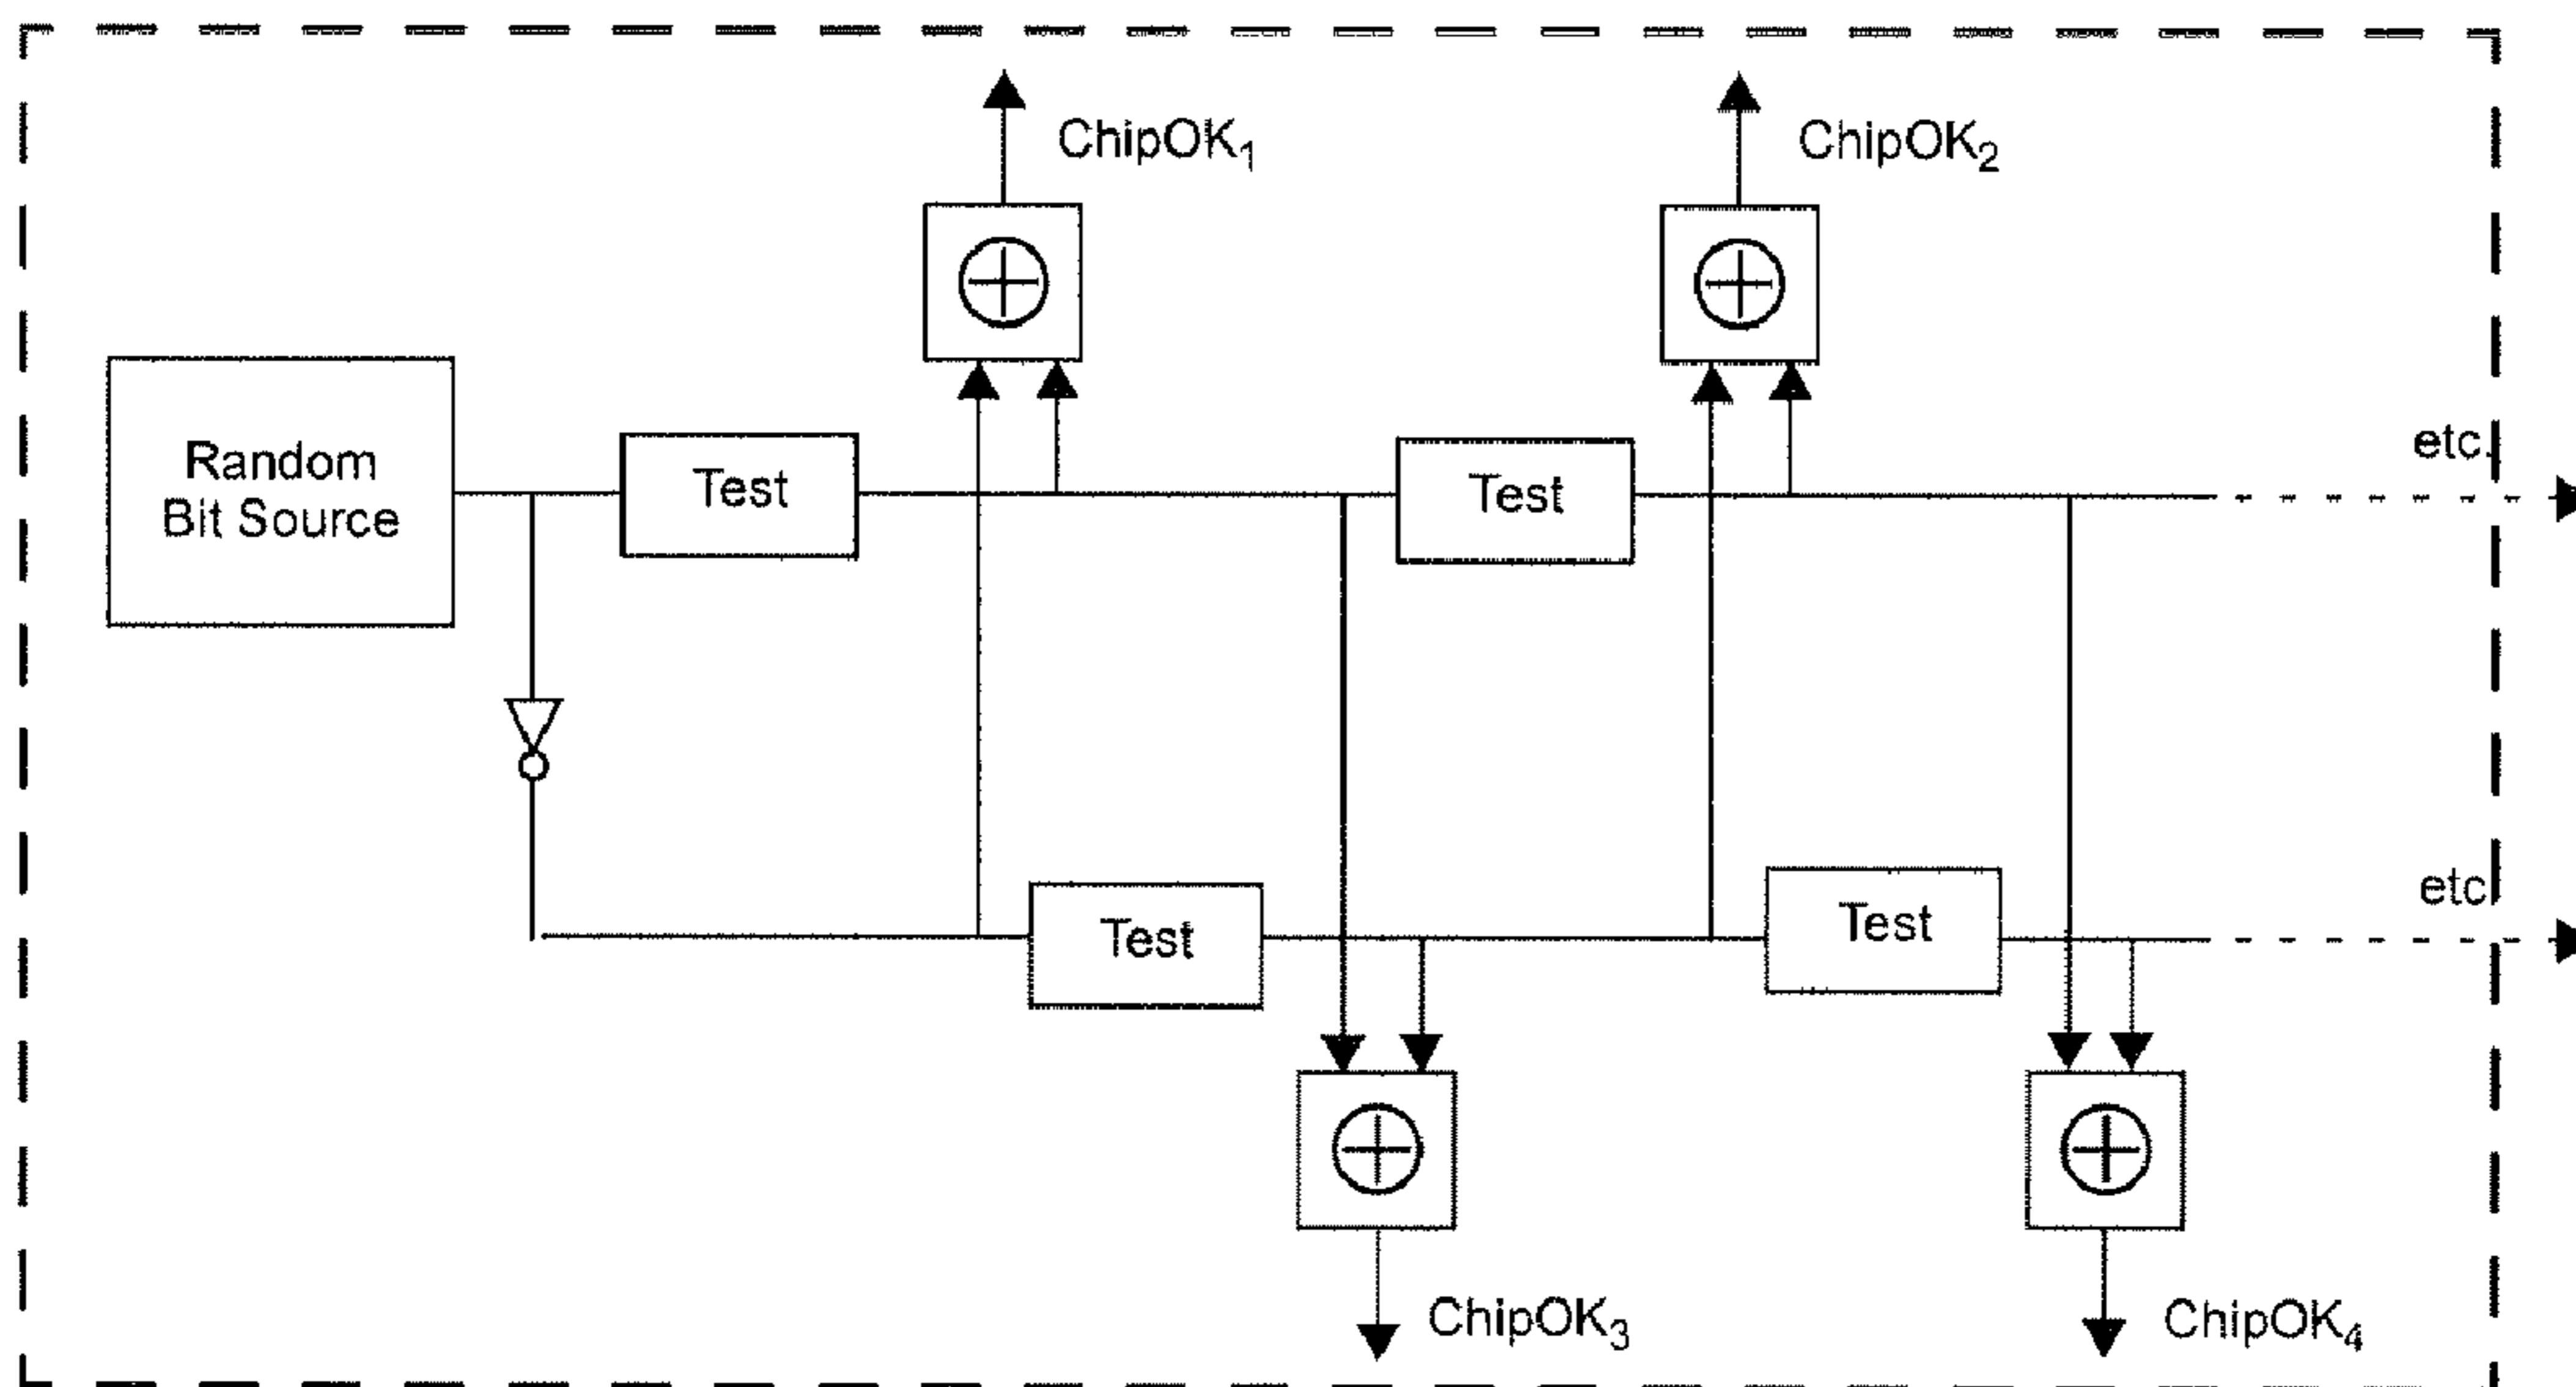 ChipOK₁
ChipOK₂
Random
Bit Source
Test
Test
etc.
Test
Test
etc
ChipOK₃
ChipOK₄